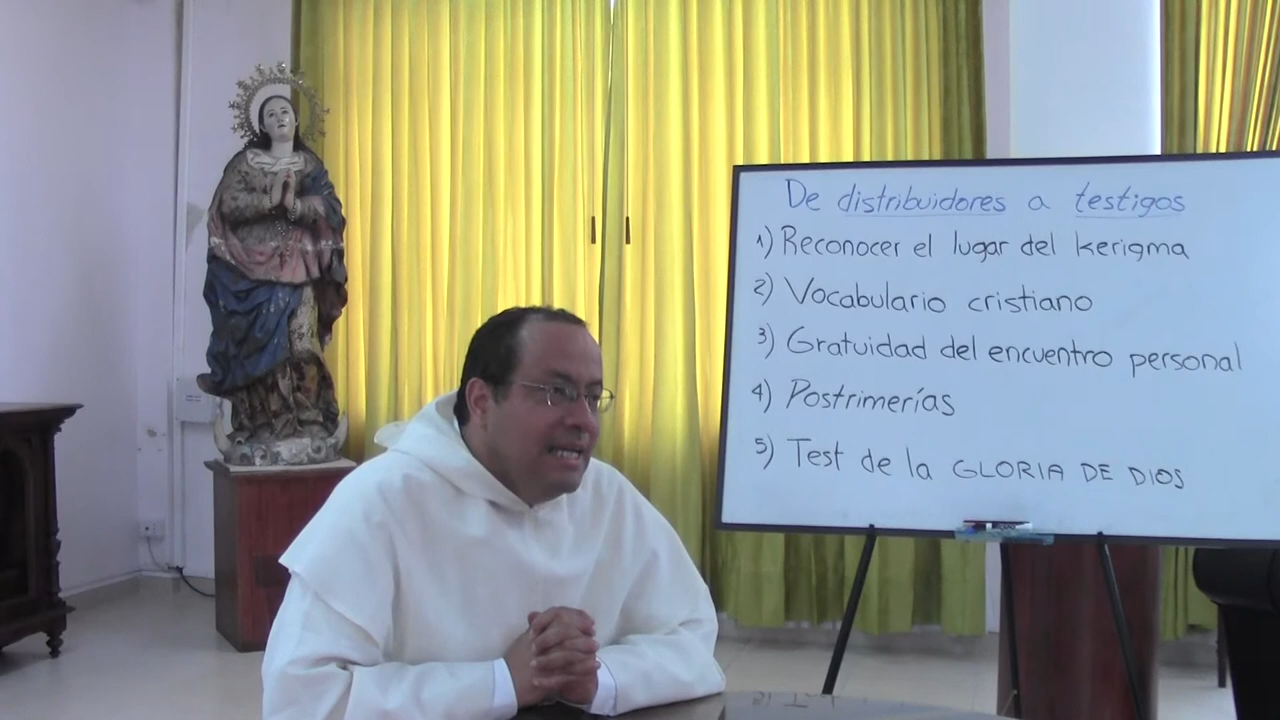 De distribuidores a testigos
1) Reconocer el lugar del kerigma
2) Vocabulario cristiano
3) Gratuidad del encuentro personal
4) Postrimerías
5) Test de la GLORIA DE DIOS